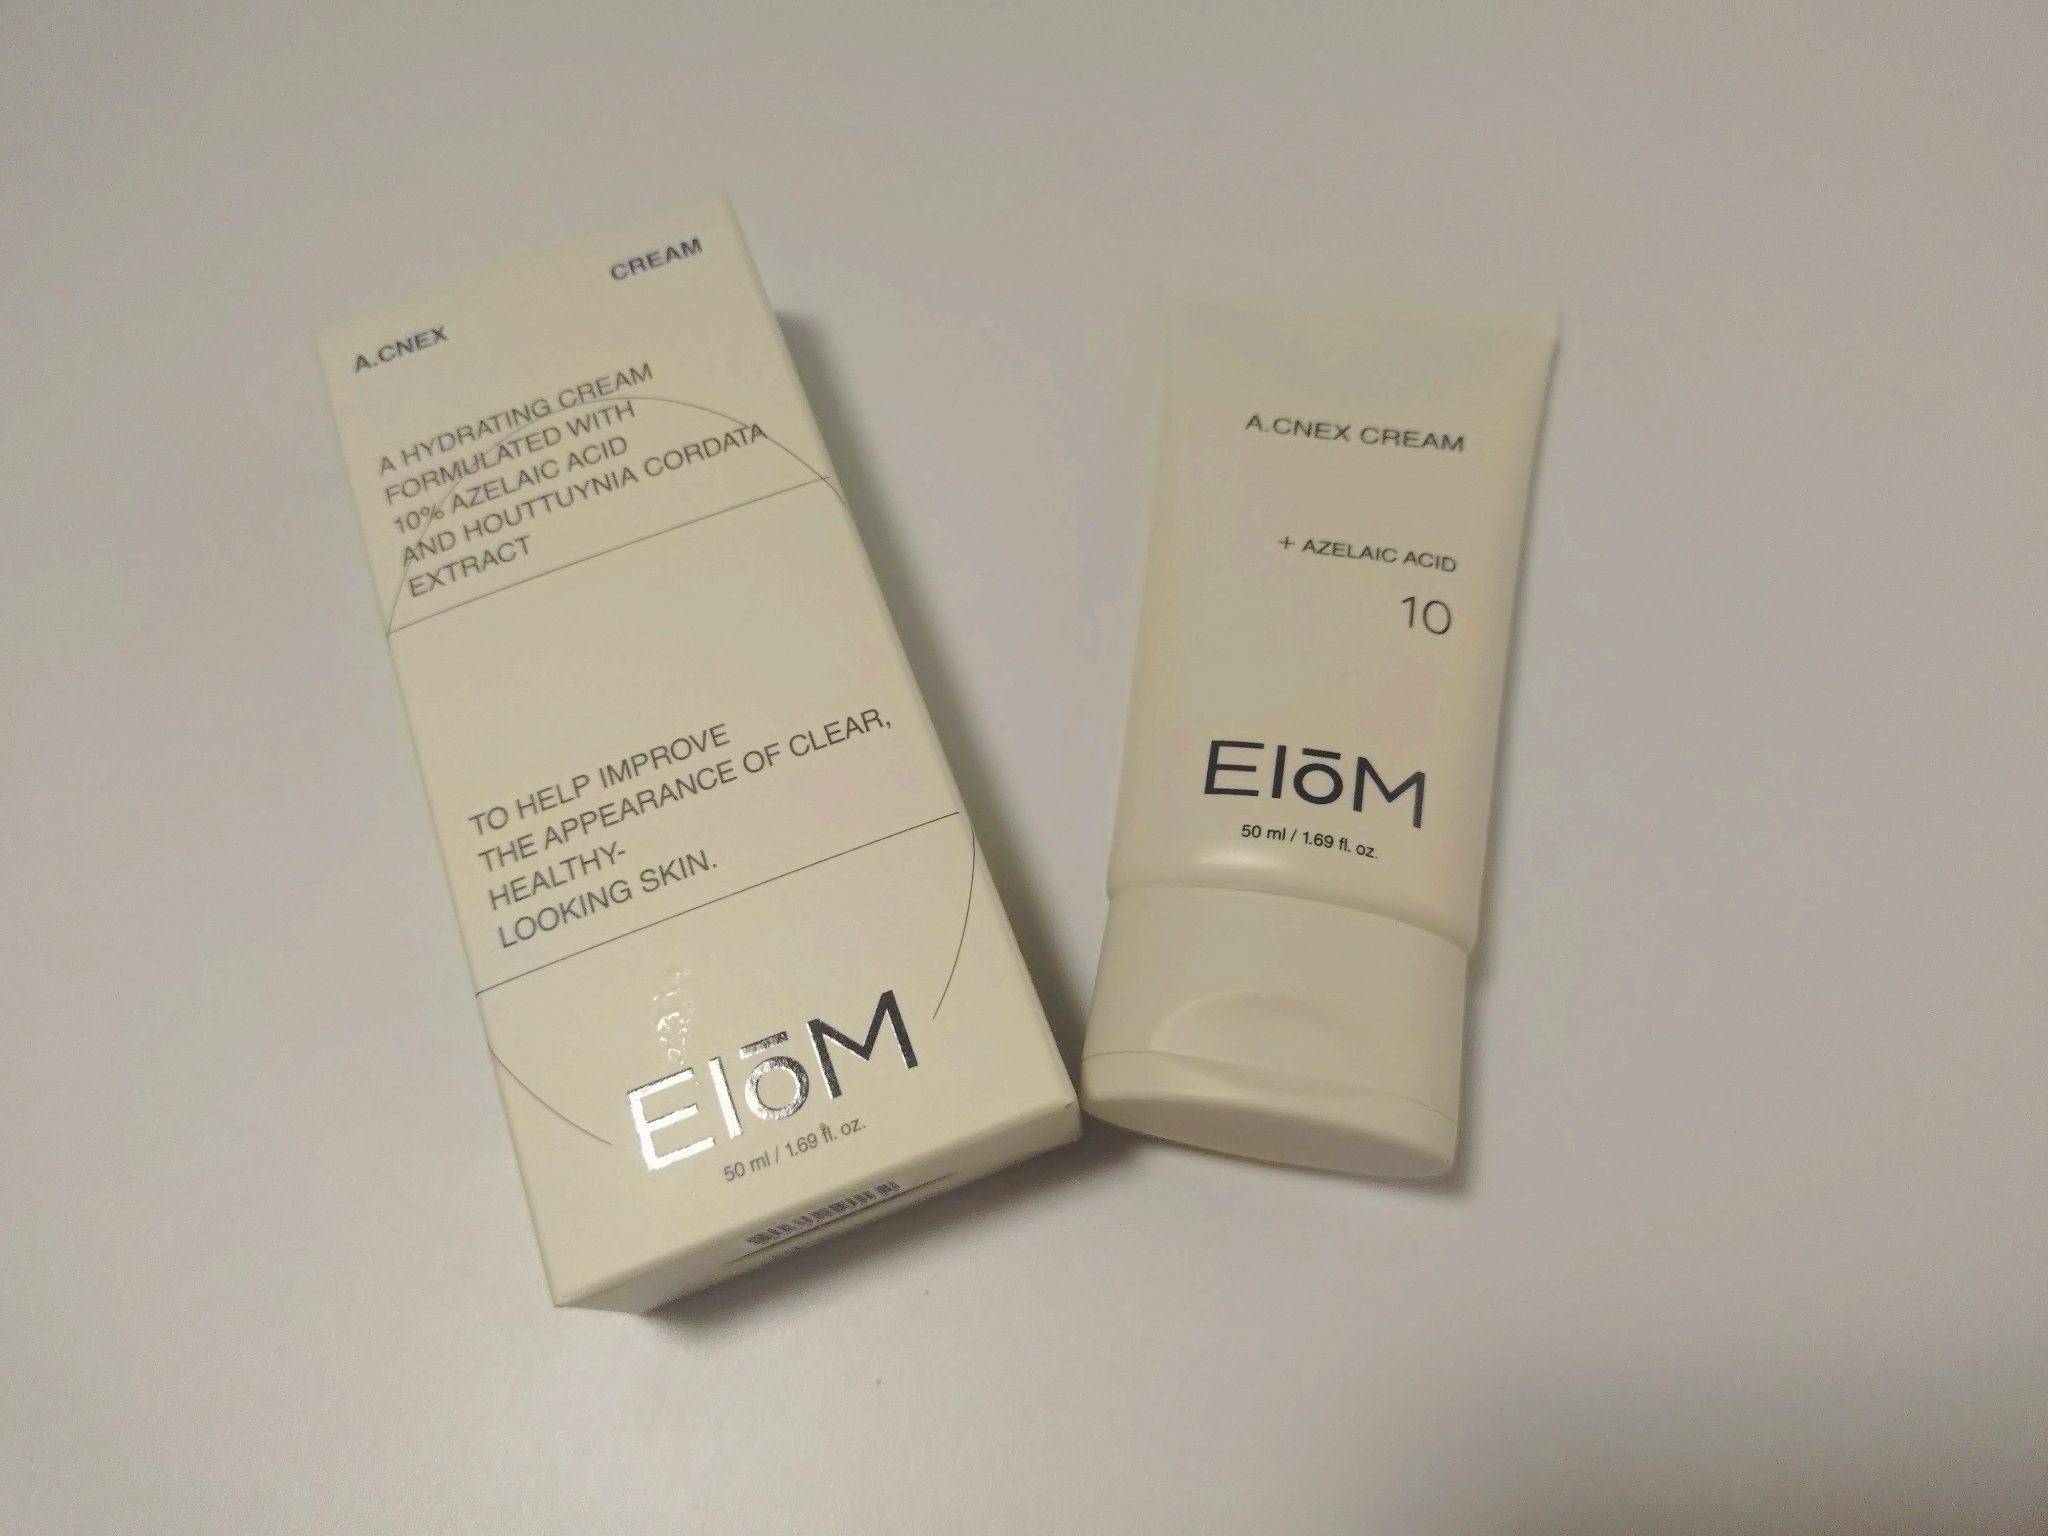 A.CNEX
CREAM
A HYDRATING CREAM
FORMULATED WITH
10% AZELAIC ACID
AND HOUTTUYNIA CORDATA
EXTRACT
TO HELP IMPROVE
THE APPEARANCE OF CLEAR,
HEALTHY-
LOOKING SKIN.
ElōM
50 ml / 1.69 fl. oz.
A.CNEX CREAM
+ AZELAIC ACID
10
ElōM
50 ml / 1.69 fl. oz.